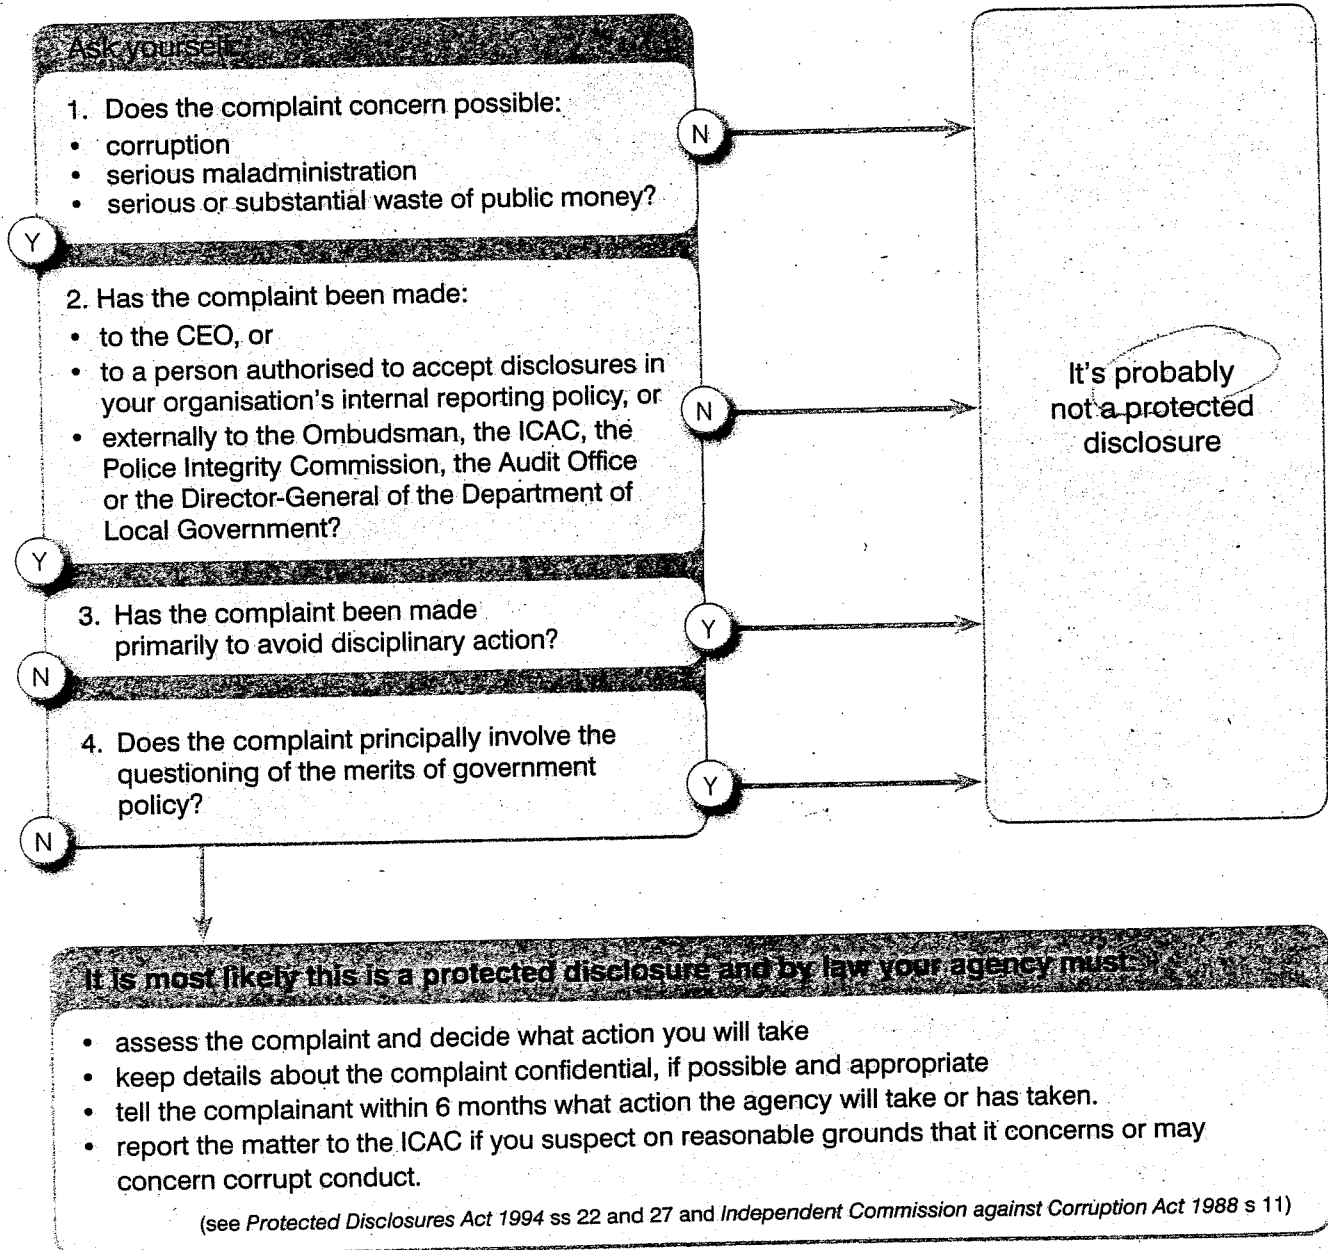 Ask yourself:
1. Does the complaint concern possible:
• corruption
• serious maladministration
• serious or substantial waste of public money?
N
Y
2. Has the complaint been made:
• to the CEO, or
• to a person authorised to accept disclosures in
your organisation's internal reporting policy, or
• externally to the Ombudsman, the ICAC, the
Police Integrity Commission, the Audit Office
or the Director-General of the Department of
Local Government?
N
Y
3. Has the complaint been made
primarily to avoid disciplinary action?
Y
N
4. Does the complaint principally involve the
questioning of the merits of government
policy?
Y
N
It's probably
not a protected
disclosure
It is most likely this is a protected disclosure and by law your agency must:
• assess the complaint and decide what action you will take
• keep details about the complaint confidential, if possible and appropriate
• tell the complainant within 6 months what action the agency will take or has taken.
• report the matter to the ICAC if you suspect on reasonable grounds that it concerns or may
concern corrupt conduct.
(see Protected Disclosures Act 1994 ss 22 and 27 and Independent Commission against Corruption Act 1988 s 11)